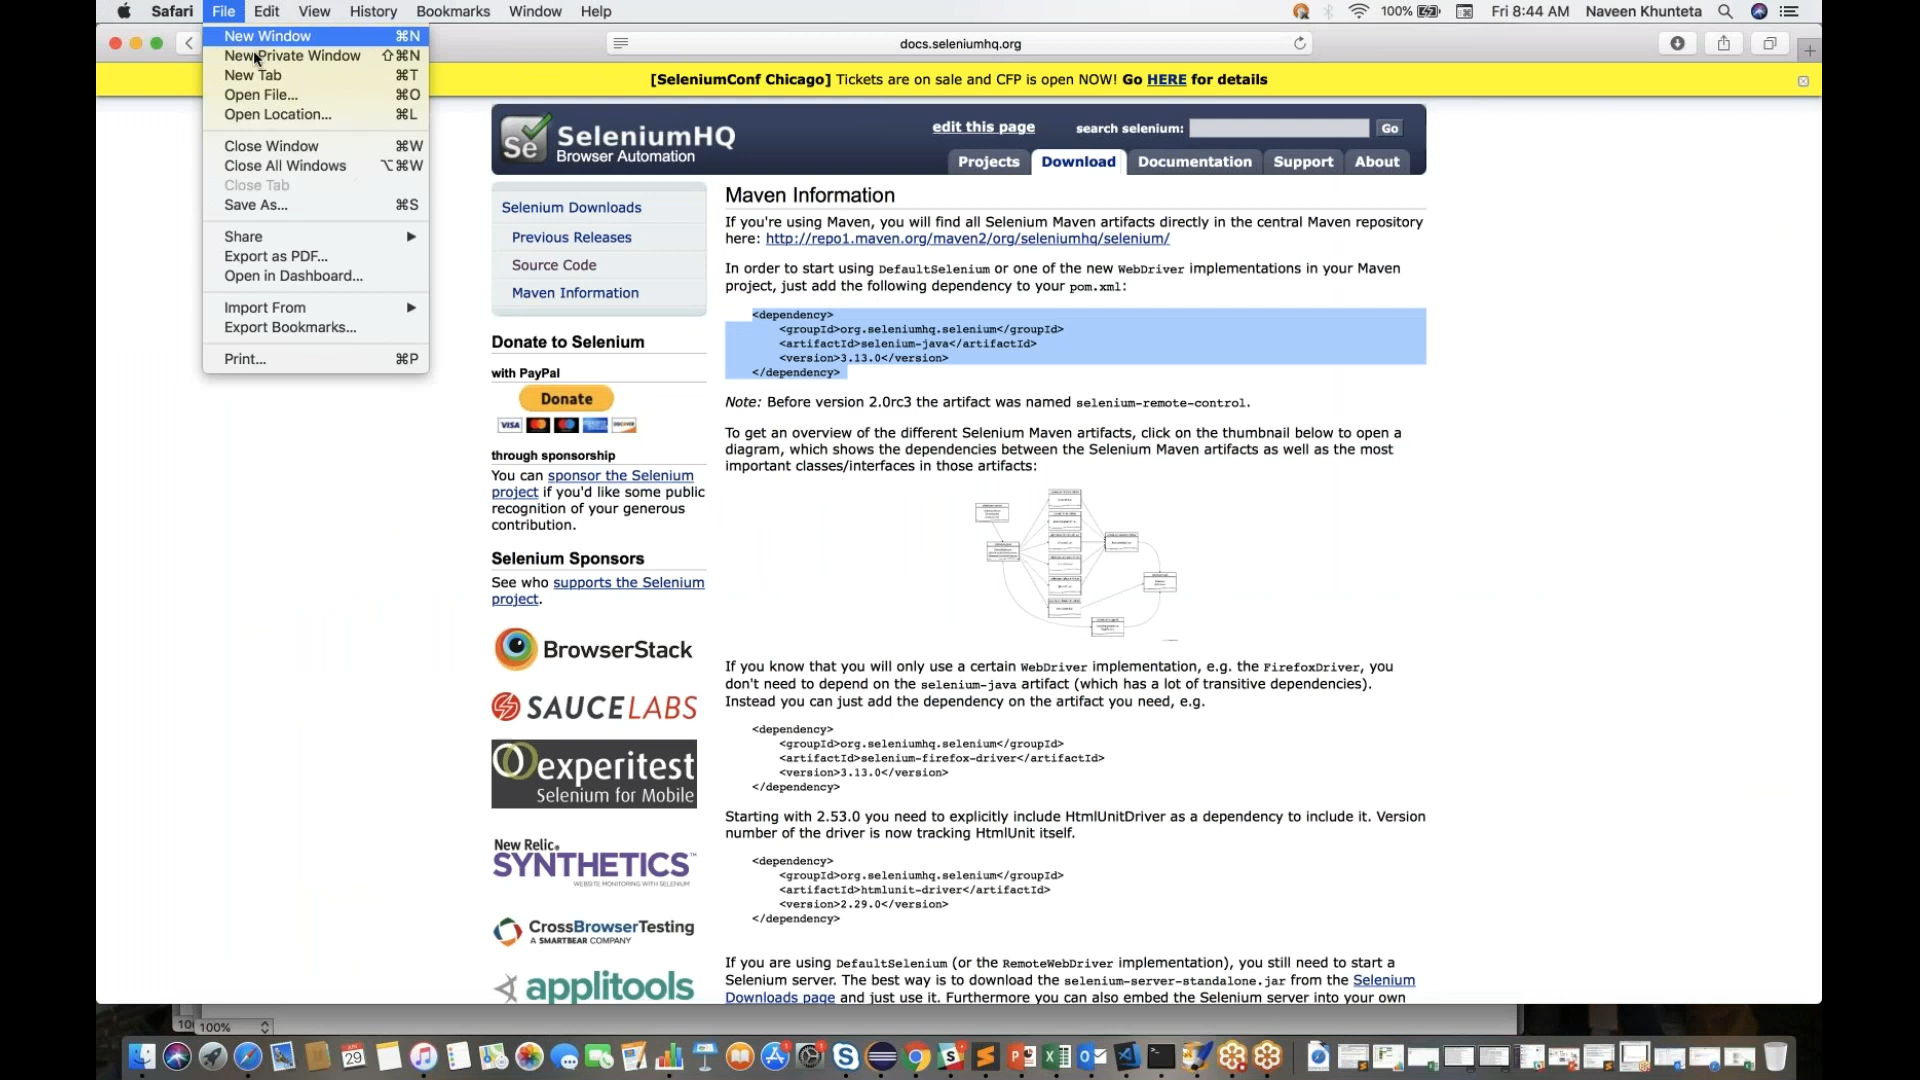 Safari File Edit View History Bookmarks Window Help
100% Fri 8:44 AM Naveen Khunteta
New Window ⌘N
New Private Window ⇧⌘N
New Tab ⌘T
Open File... ⌘O
Open Location... ⌘L
Close Window ⌘W
Close All Windows ⌥⌘W
Close Tab
Save As... ⌘S
Share
Export as PDF...
Open in Dashboard...
Import From
Export Bookmarks...
Print... ⌘P
docs.seleniumhq.org
[SeleniumConf Chicago] Tickets are on sale and CFP is open NOW! Go HERE for details
Se SeleniumHQ
Browser Automation
edit this page search selenium: Go
Projects Download Documentation Support About
Selenium Downloads
Previous Releases
Source Code
Maven Information
Donate to Selenium
with PayPal
Donate
VISA
DISCOVER
through sponsorship
You can sponsor the Selenium
project if you'd like some public
recognition of your generous
contribution.
Selenium Sponsors
See who supports the Selenium
project.
BrowserStack
SAUCELABS
experitest
Selenium for Mobile
New Relic.
SYNTHETICS™
WEBSITE MONITORING WITH SELENIUM
CrossBrowserTesting
A SMARTBEAR COMPANY
applitools
Maven Information
If you're using Maven, you will find all Selenium Maven artifacts directly in the central Maven repository
here: http://repo1.maven.org/maven2/org/seleniumhq/selenium/
In order to start using DefaultSelenium or one of the new WebDriver implementations in your Maven
project, just add the following dependency to your pom.xml:
<dependency>
<groupId>org.seleniumhq.selenium</groupId>
<artifactId>selenium-java</artifactId>
<version>3.13.0</version>
</dependency>
Note: Before version 2.0rc3 the artifact was named selenium-remote-control.
To get an overview of the different Selenium Maven artifacts, click on the thumbnail below to open a
diagram, which shows the dependencies between the Selenium Maven artifacts as well as the most
important classes/interfaces in those artifacts:
If you know that you will only use a certain WebDriver implementation, e.g. the FirefoxDriver, you
don't need to depend on the selenium-java artifact (which has a lot of transitive dependencies).
Instead you can just add the dependency on the artifact you need, e.g.
<dependency>
<groupId>org.seleniumhq.selenium</groupId>
<artifactId>selenium-firefox-driver</artifactId>
<version>3.13.0</version>
</dependency>
Starting with 2.53.0 you need to explicitly include HtmlUnitDriver as a dependency to include it. Version
number of the driver is now tracking HtmlUnit itself.
<dependency>
<groupId>org.seleniumhq.selenium</groupId>
<artifactId>htmlunit-driver</artifactId>
<version>2.29.0</version>
</dependency>
If you are using DefaultSelenium (or the RemoteWebDriver implementation), you still need to start a
Selenium server. The best way is to download the selenium-server-standalone.jar from the Selenium
Downloads page and just use it. Furthermore you can also embed the Selenium server into your own
100%
29